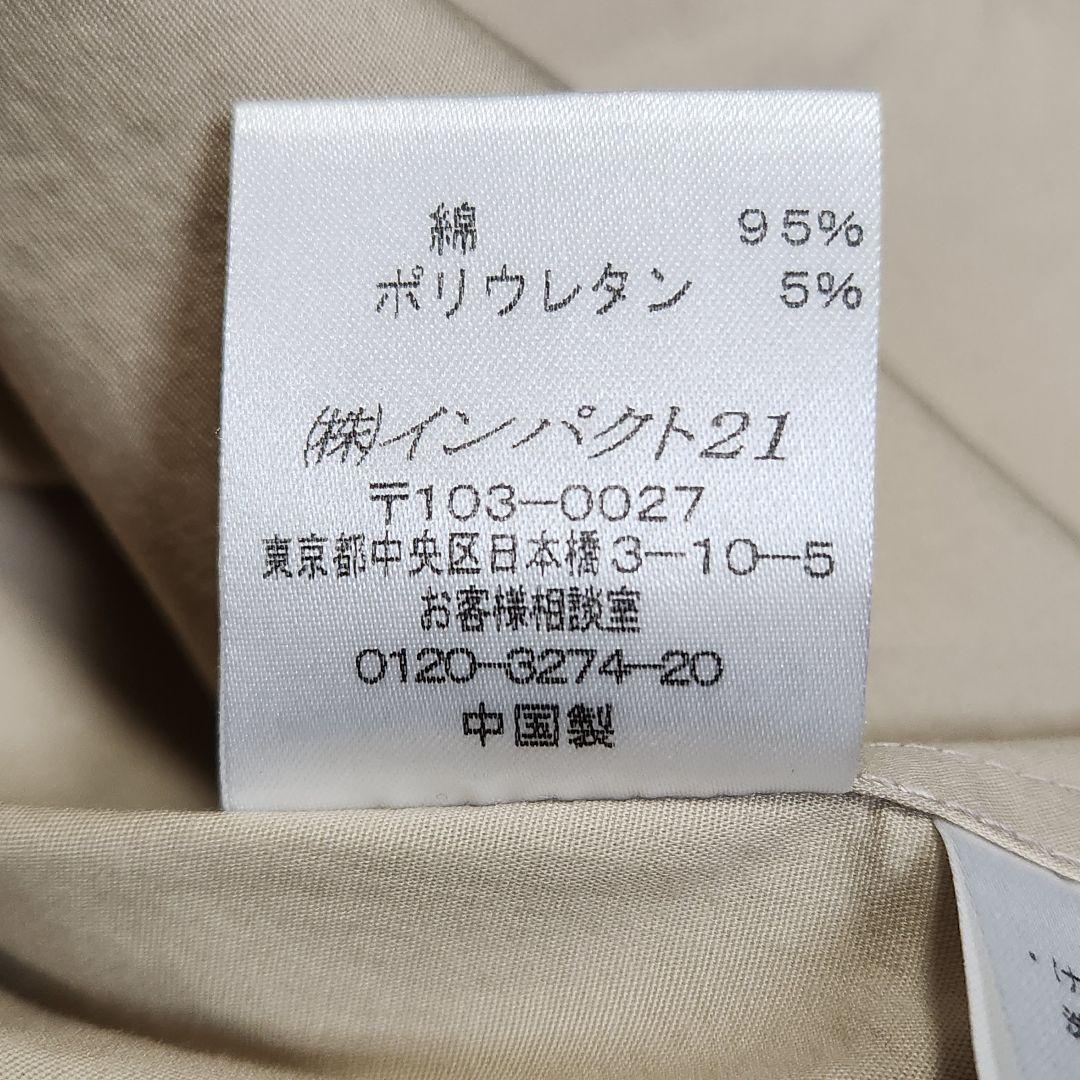 綿 95%
ポリウレタン 5%
㈱インパクト21
〒103-0027
東京都中央区日本橋3-10-5
お客様相談室
0120-3274-20
中国製